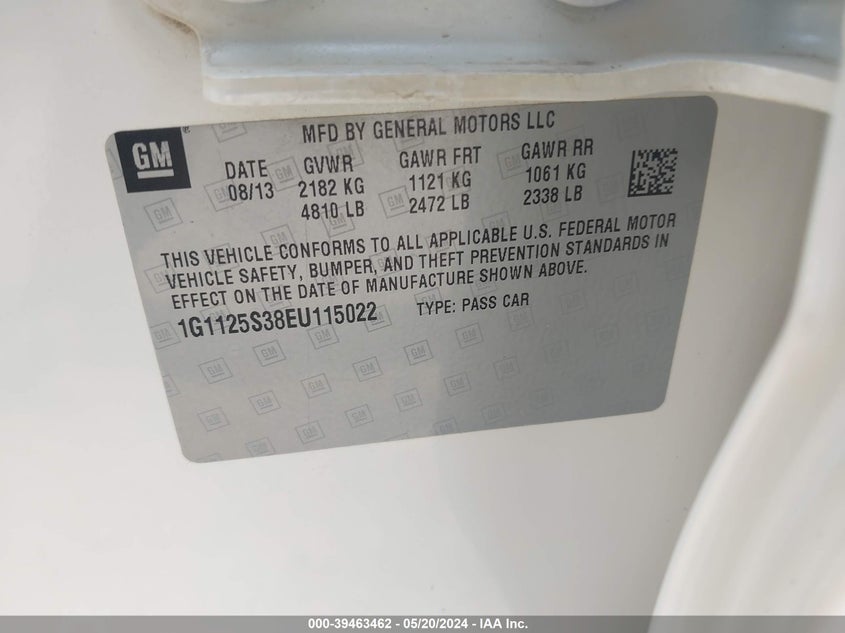 GM
MFD BY GENERAL MOTORS LLC
DATE GVWR GAWR FRT GAWR RR
08/13 2182 KG 1121 KG 1061 KG
4810 LB 2472 LB 2338 LB
THIS VEHICLE CONFORMS TO ALL APPLICABLE U.S. FEDERAL MOTOR
VEHICLE SAFETY, BUMPER, AND THEFT PREVENTION STANDARDS IN
EFFECT ON THE DATE OF MANUFACTURE SHOWN ABOVE.
1G1125S38EU115022 TYPE: PASS CAR
000-39463462 - 05/20/2024 - IAA Inc.